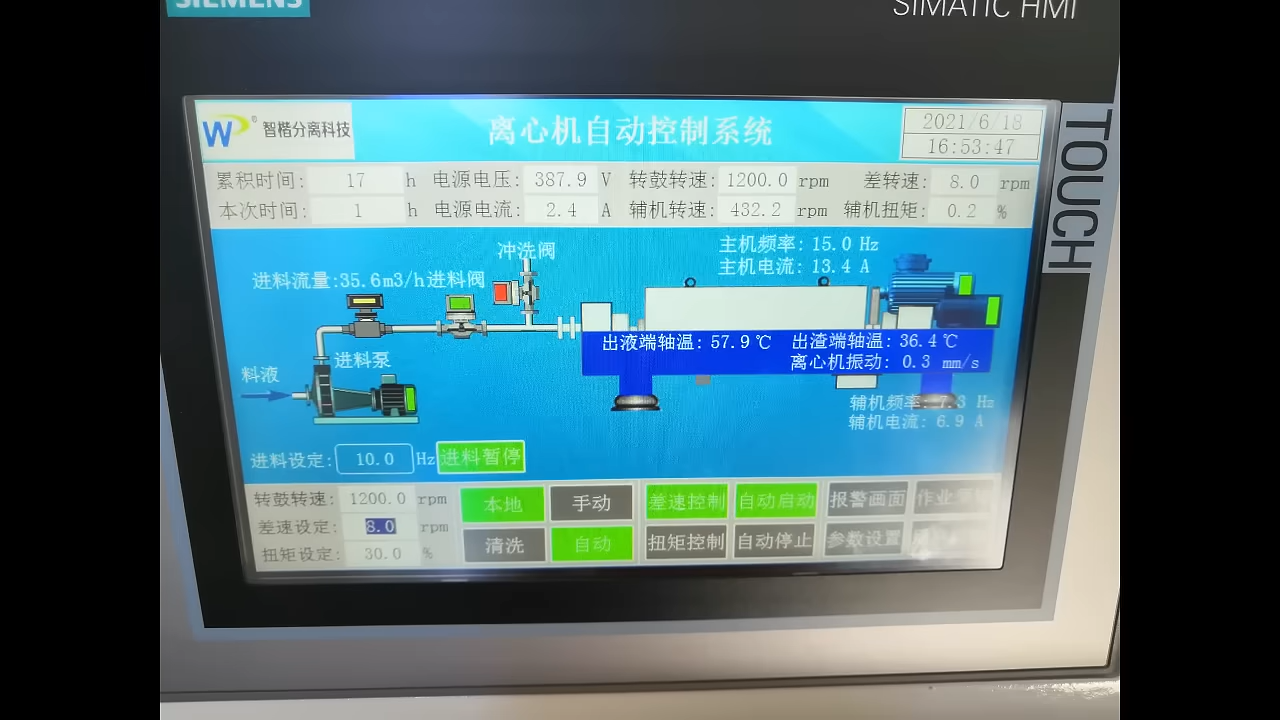 SIEMENS
SIMATIC HMI
TOUCH
W® 智楷分离科技
离心机自动控制系统
2021/6/18
16:53:47
累积时间: 17 h 电源电压: 387.9 V 转鼓转速: 1200.0 rpm 差转速: 8.0 rpm
本次时间: 1 h 电源电流: 2.4 A 辅机转速: 432.2 rpm 辅机扭矩: 0.2 %
冲洗阀
主机频率: 15.0 Hz
主机电流: 13.4 A
进料流量:35.6m3/h 进料阀
出液端轴温: 57.9 ℃ 出渣端轴温: 36.4 ℃
离心机振动: 0.3 mm/s
进料泵
料液
辅机频率: 7.3 Hz
辅机电流: 6.9 A
进料设定: 10.0 Hz 进料暂停
转鼓转速: 1200.0 rpm 本地 手动 差速控制 自动启动 报警画面 作业
差速设定: 8.0 rpm
扭矩设定: 30.0 % 清洗 自动 扭矩控制 自动停止 参数设置